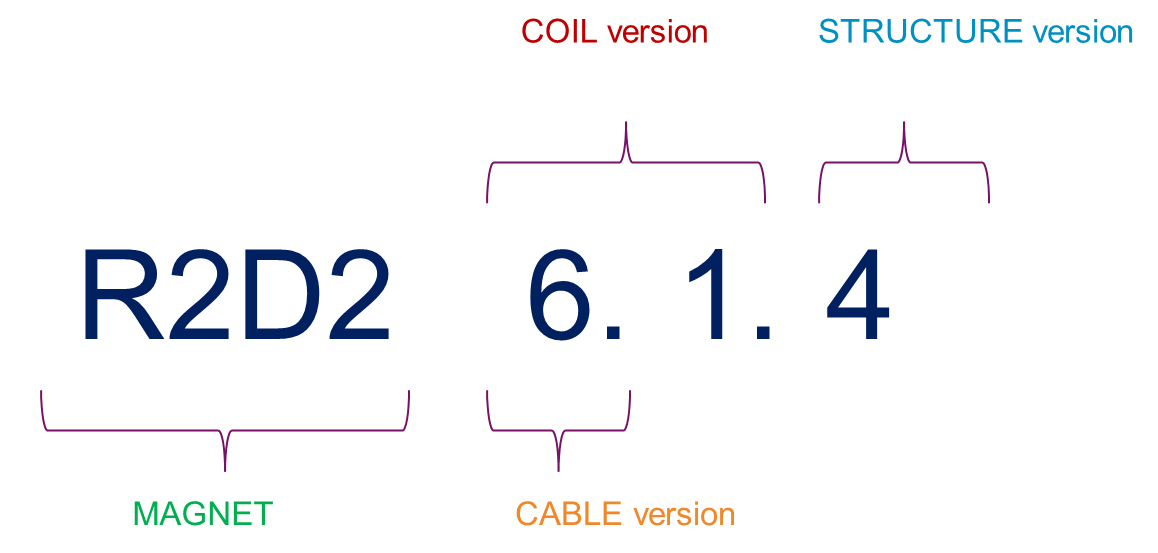 COIL version STRUCTURE version
R2D2 6. 1. 4
MAGNET CABLE version